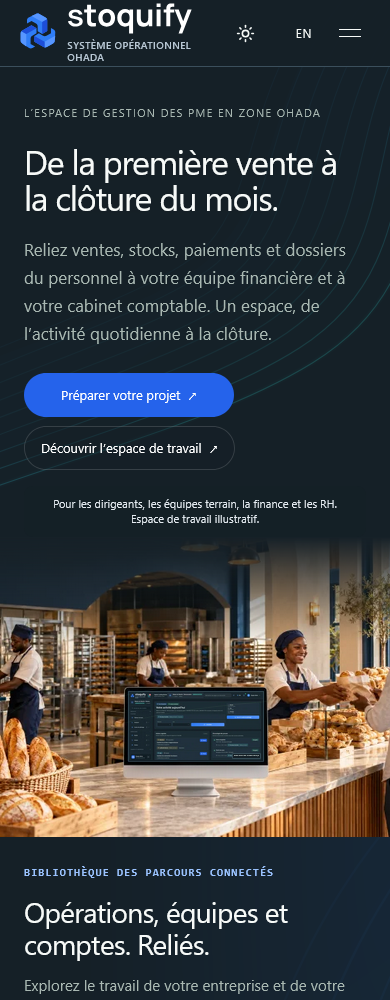 stoquify
SYSTÈME OPÉRATIONNEL
OHADA
EN
L'ESPACE DE GESTION DES PME EN ZONE OHADA
De la première vente à
la clôture du mois.
Reliez ventes, stocks, paiements et dossiers
du personnel à votre équipe financière et à
votre cabinet comptable. Un espace, de
l'activité quotidienne à la clôture.
Préparer votre projet ↗
Découvrir l'espace de travail ↗
Pour les dirigeants, les équipes terrain, la finance et les RH.
Espace de travail illustratif.
BIBLIOTHÈQUE DES PARCOURS CONNECTÉS
Opérations, équipes et
comptes. Reliés.
Explorez le travail de votre entreprise et de votre